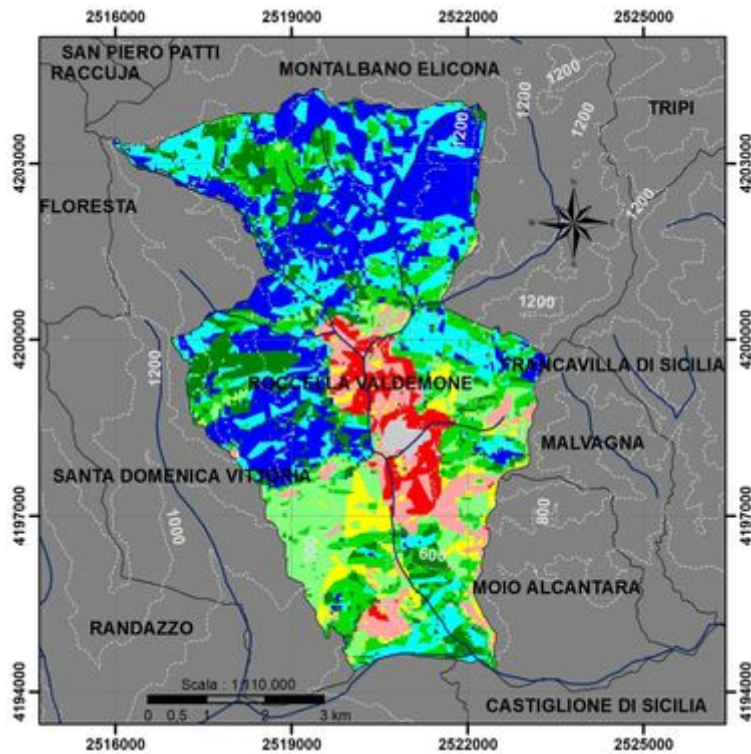 2516000 2519000 2522000 2525000
SAN PIERO PATTI
RACCUJA
MONTALBANO ELICONA
1200
1200
TRIPI
1200
1200
4203000
4203000
FLORESTA
1200
N
W
E
S
1200
4200000
4200000
1200
FRANCAVILLA DI SICILIA
ROCCELLA VALDEMONE
MALVAGNA
SANTA DOMENICA VITTORIA
4197000
4197000
1000
800
600
MOIO ALCANTARA
RANDAZZO
Scala : 1:110.000
4194000
4194000
CASTIGLIONE DI SICILIA
0 0,5 1 2 3 km
2516000 2519000 2522000 2525000